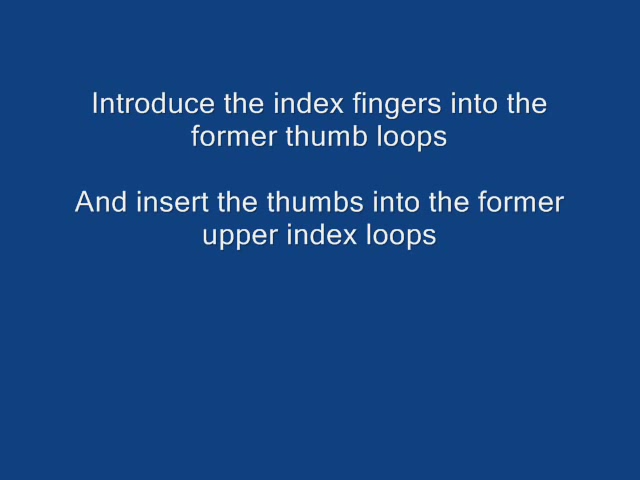 Introduce the index fingers into the
former thumb loops
And insert the thumbs into the former
upper index loops